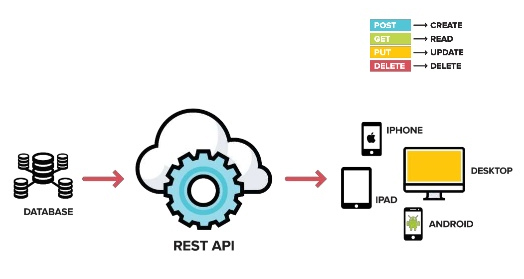 POST CREATE
GET READ
PUT UPDATE
DELETE DELETE
IPHONE
DESKTOP
IPAD
ANDROID
DATABASE
REST API